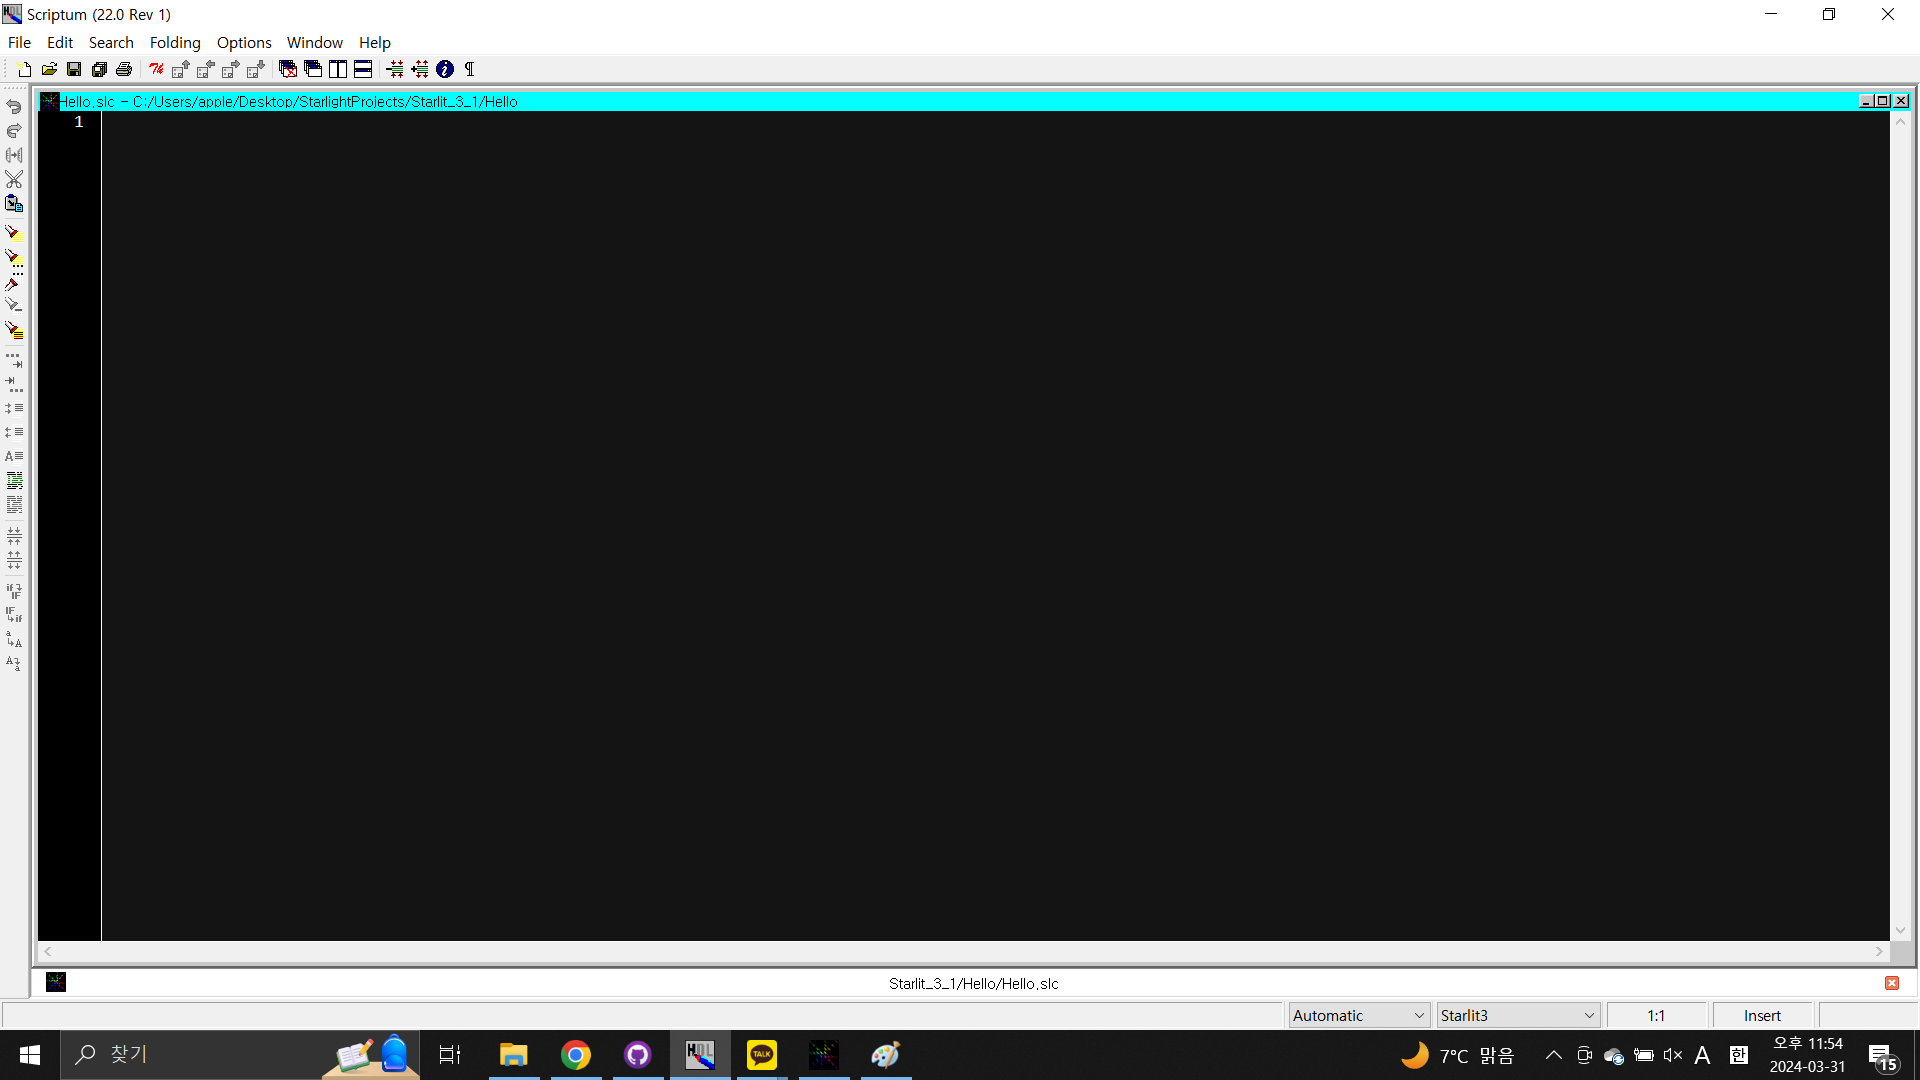 Scriptum (22.0 Rev 1)
File Edit Search Folding Options Window Help
Hello.slc - C:/Users/apple/Desktop/StarlightProjects/Starlit_3_1/Hello
1
Starlit_3_1/Hello/Hello.slc
Automatic Starlit3 1:1 Insert
찾기
HDL
TALK
7°C 맑음
A
한
오후 11:54
2024-03-31
15